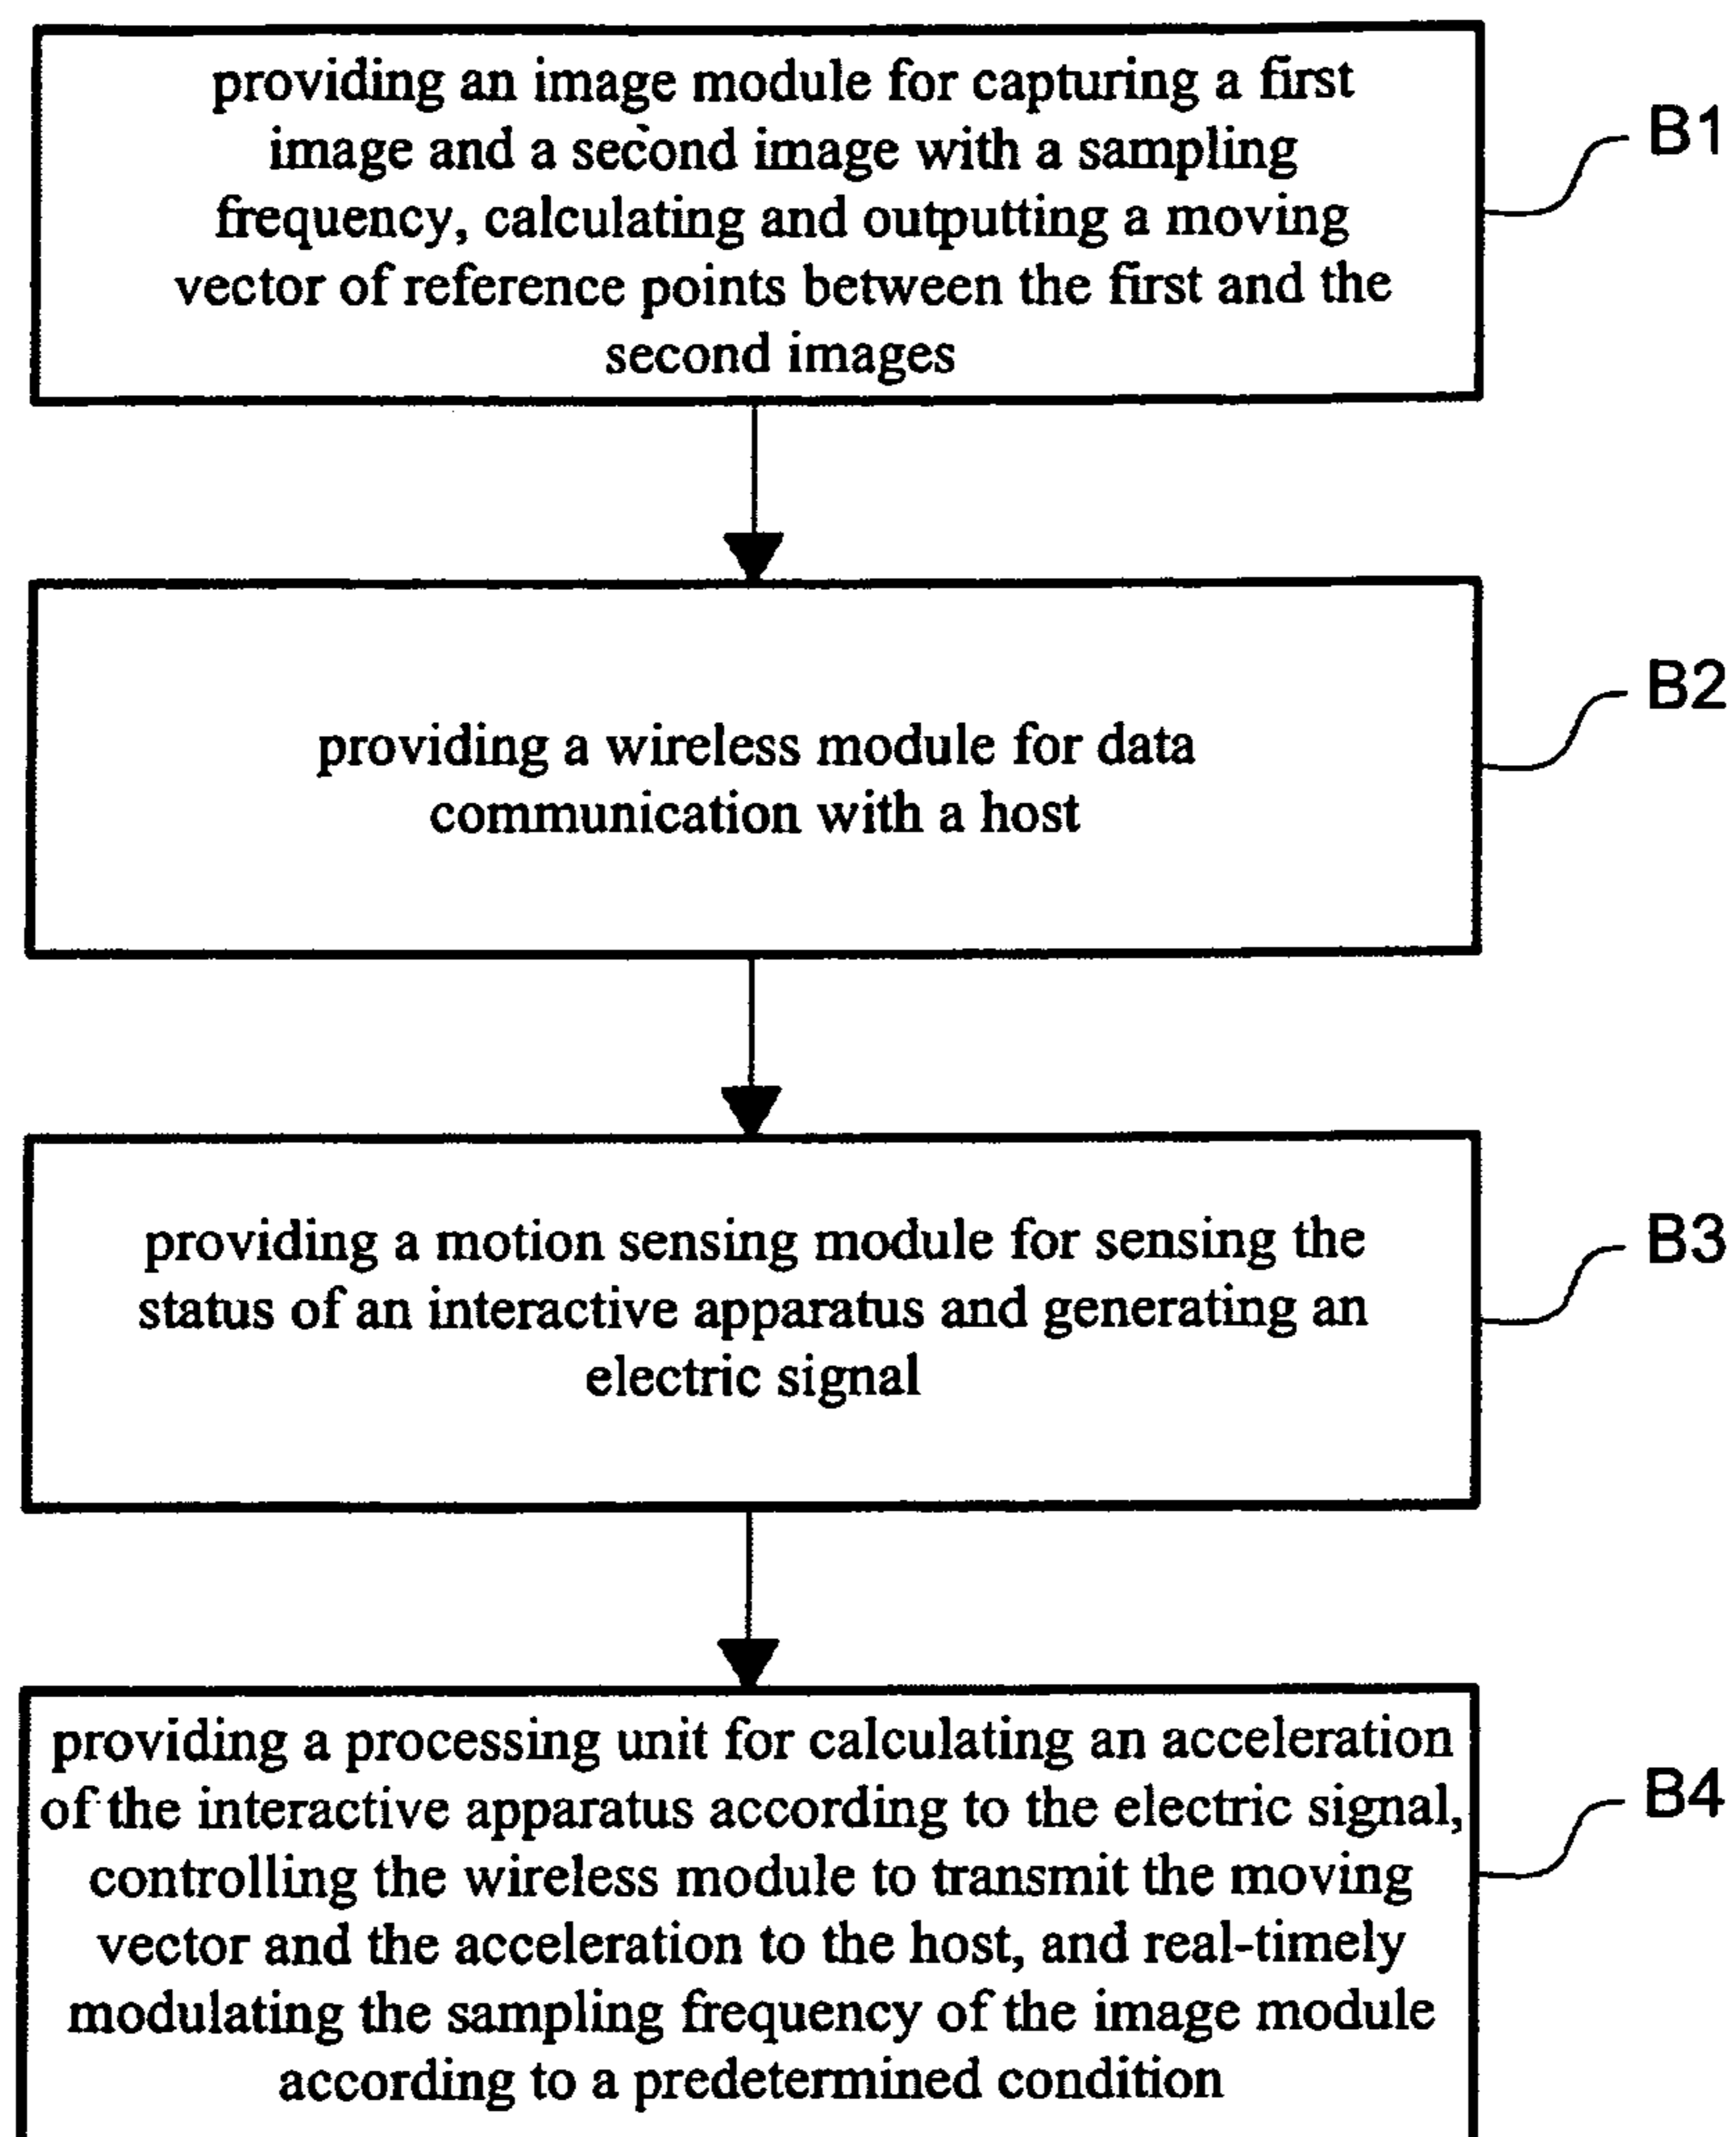 providing an image module for capturing a first
image and a second image with a sampling
frequency, calculating and outputting a moving
vector of reference points between the first and the
second images
B1
providing a wireless module for data
communication with a host
B2
providing a motion sensing module for sensing the
status of an interactive apparatus and generating an
electric signal
B3
providing a processing unit for calculating an acceleration
of the interactive apparatus according to the electric signal,
controlling the wireless module to transmit the moving
vector and the acceleration to the host, and real-timely
modulating the sampling frequency of the image module
according to a predetermined condition
B4